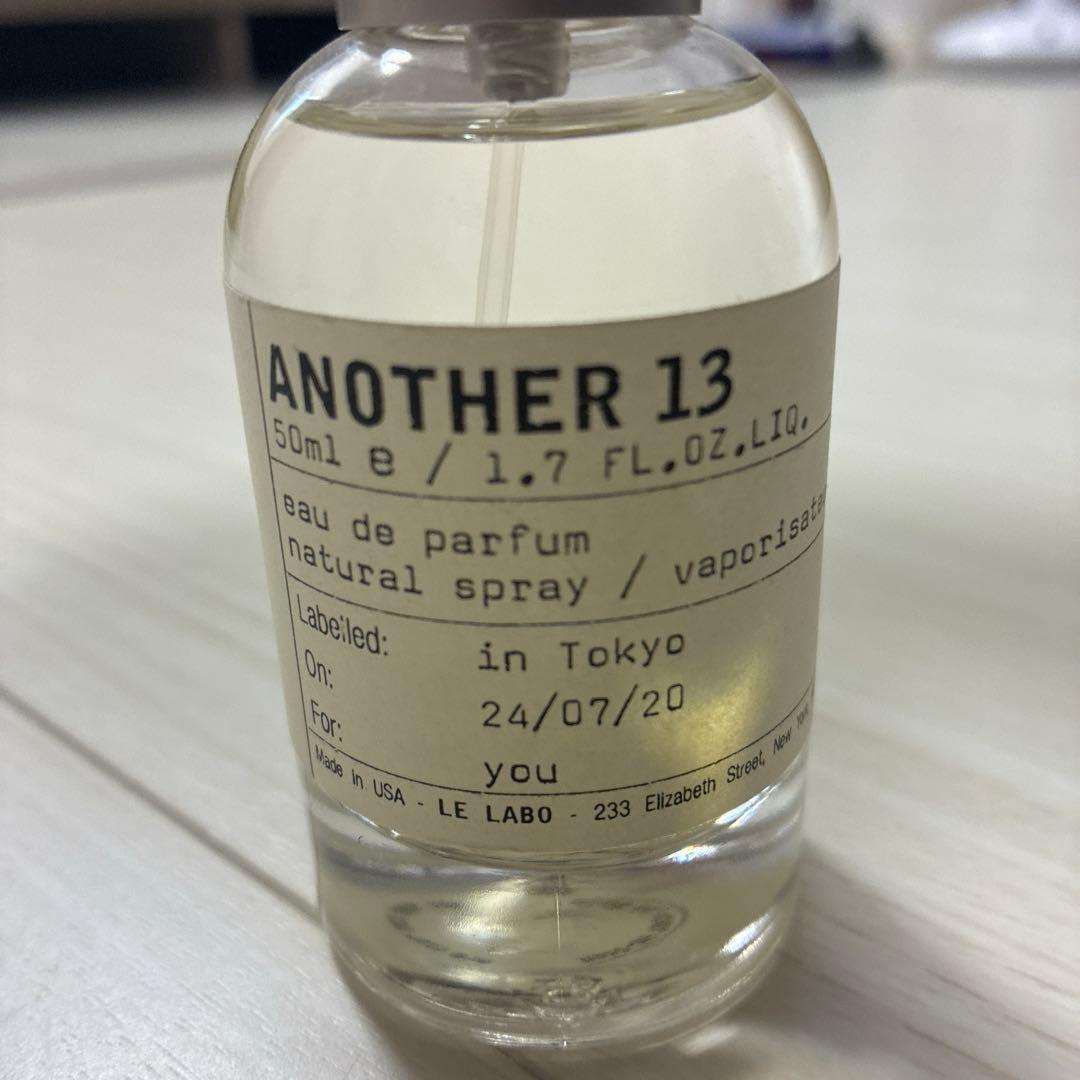 ANOTHER 13
50ml e / 1.7 FL.OZ.LIQ.
eau de parfum
natural spray / vaporisate
Labelled: in Tokyo
On: 24/07/20
For: you
Made in USA - LE LABO - 233 Elizabeth Street, New York,